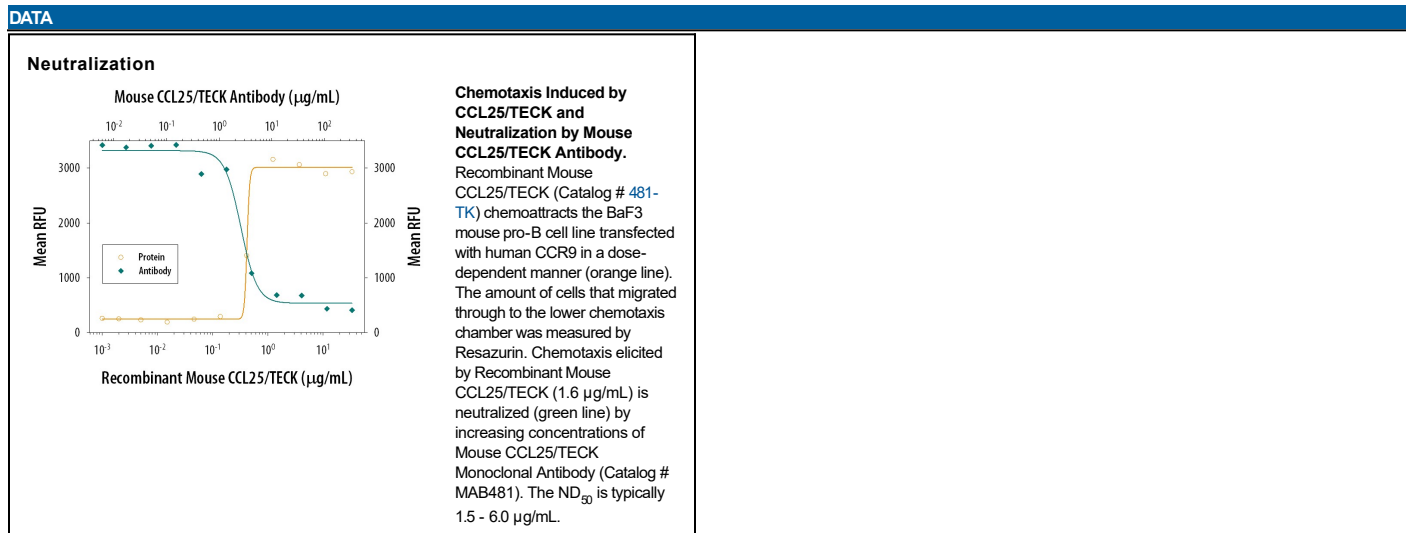 DATA
Neutralization
Mouse CCL25/TECK Antibody (μg/mL)
10-2 10-1 100 101 102
3000 3000
2000 2000
1000 1000
0 0
Mean RFU
Mean RFU
Protein
Antibody
10-3 10-2 10-1 100 101
Recombinant Mouse CCL25/TECK (μg/mL)
Chemotaxis Induced by
CCL25/TECK and
Neutralization by Mouse
CCL25/TECK Antibody.
Recombinant Mouse
CCL25/TECK (Catalog # 481-
TK) chemoattracts the BaF3
mouse pro-B cell line transfected
with human CCR9 in a dose-
dependent manner (orange line).
The amount of cells that migrated
through to the lower chemotaxis
chamber was measured by
Resazurin. Chemotaxis elicited
by Recombinant Mouse
CCL25/TECK (1.6 μg/mL) is
neutralized (green line) by
increasing concentrations of
Mouse CCL25/TECK
Monoclonal Antibody (Catalog #
MAB481). The ND50 is typically
1.5 - 6.0 μg/mL.